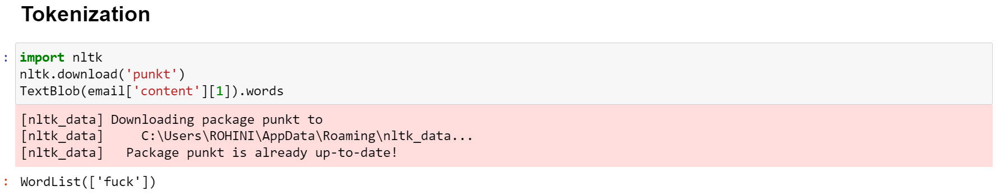 Tokenization
: import nltk
nltk.download('punkt')
TextBlob(email['content'][1]).words
[nltk_data] Downloading package punkt to
[nltk_data]     C:\Users\ROHINI\AppData\Roaming\nltk_data...
[nltk_data]   Package punkt is already up-to-date!
: WordList(['fuck'])